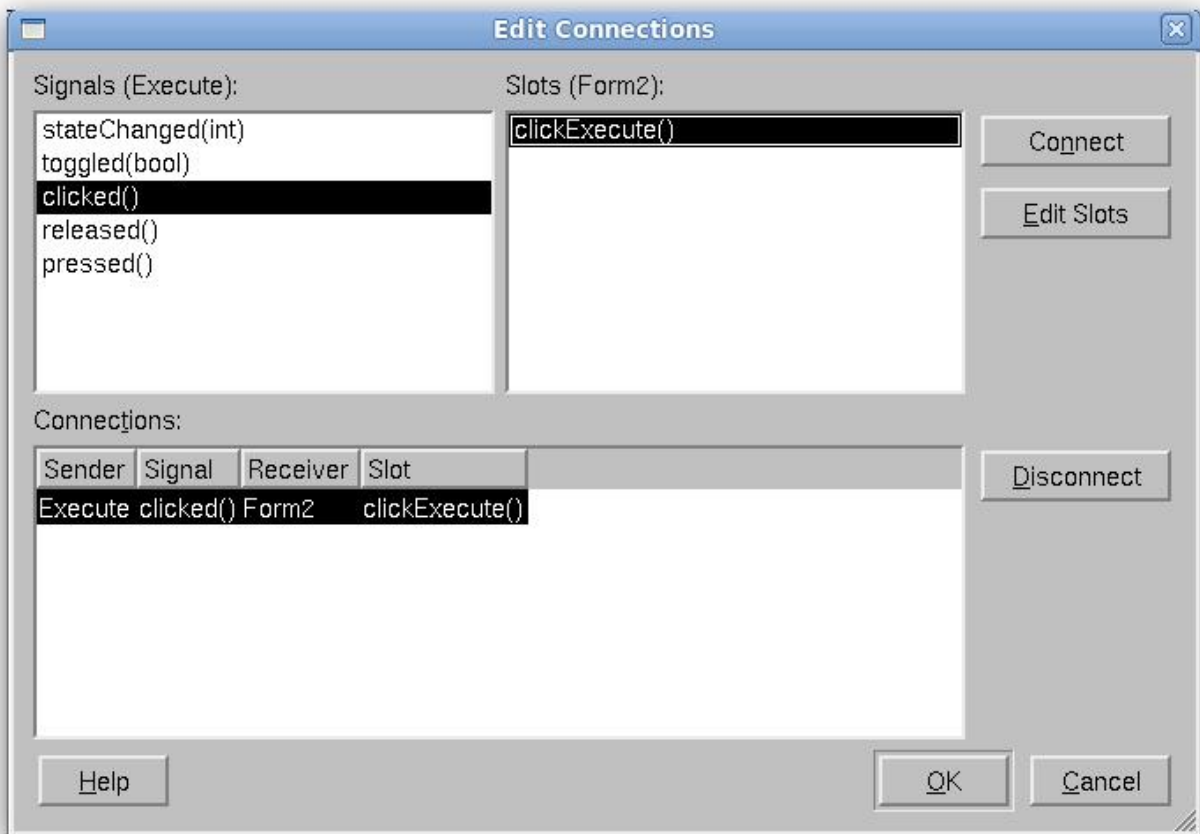 Edit Connections
Signals (Execute):
Slots (Form2):
stateChanged(int)
toggled(bool)
clicked()
released()
pressed()
clickExecute()
Connect
Edit Slots
Connections:
Sender Signal Receiver Slot
Execute clicked() Form2 clickExecute()
Disconnect
Help
OK
Cancel